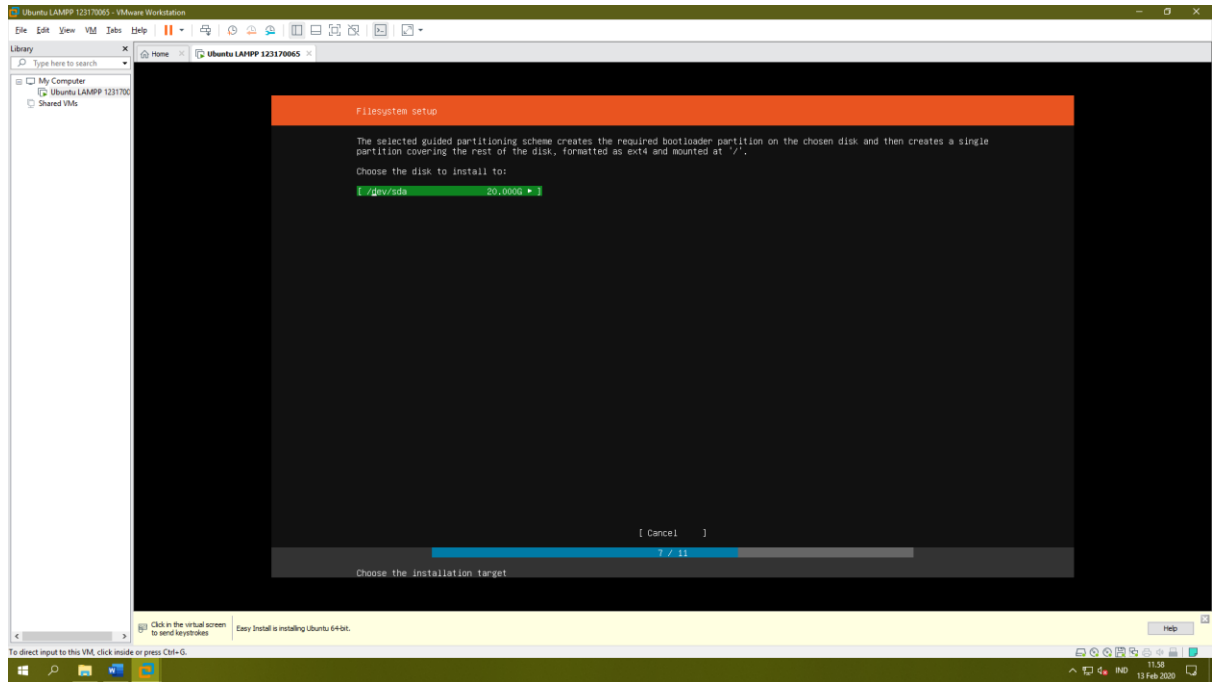 Ubuntu LAMPP 123170065 - VMware Workstation
File Edit View VM Tabs Help
Library
Home
Ubuntu LAMPP 123170065
Type here to search
My Computer
Ubuntu LAMPP 1231700
Shared VMs
Filesystem setup
The selected guided partitioning scheme creates the required bootloader partition on the chosen disk and then creates a single
partition covering the rest of the disk, formatted as ext4 and mounted at '/'.
Choose the disk to install to:
[ /dev/sda 20.000G ▸ ]
[ Cancel ]
7 / 11
Choose the installation target
Click in the virtual screen
to send keystrokes
Easy Install is installing Ubuntu 64-bit.
Help
To direct input to this VM, click inside or press Ctrl+G.
IND
11.58
13 Feb 2020